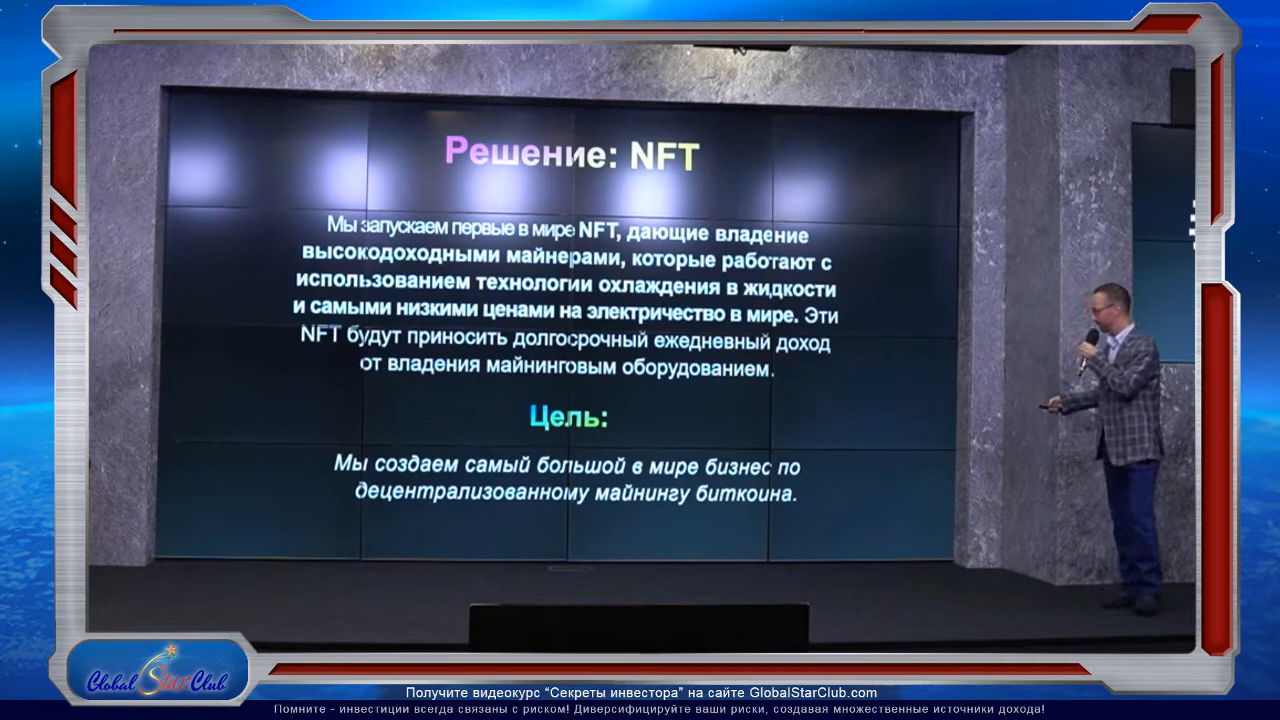 Решение: NFT
Мы запускаем первые в мире NFT, дающие владение
высокодоходными майнерами, которые работают с
использованием технологии охлаждения в жидкости
и самыми низкими ценами на электричество в мире. Эти
NFT будут приносить долгосрочный ежедневный доход
от владения майнинговым оборудованием.
Цель:
Мы создаем самый большой в мире бизнес по
децентрализованному майнингу биткоина.
Global Star Club
Получите видеокурс “Секреты инвестора” на сайте GlobalStarClub.com
Помните - инвестиции всегда связаны с риском! Диверсифицируйте ваши риски, создавая множественные источники дохода!